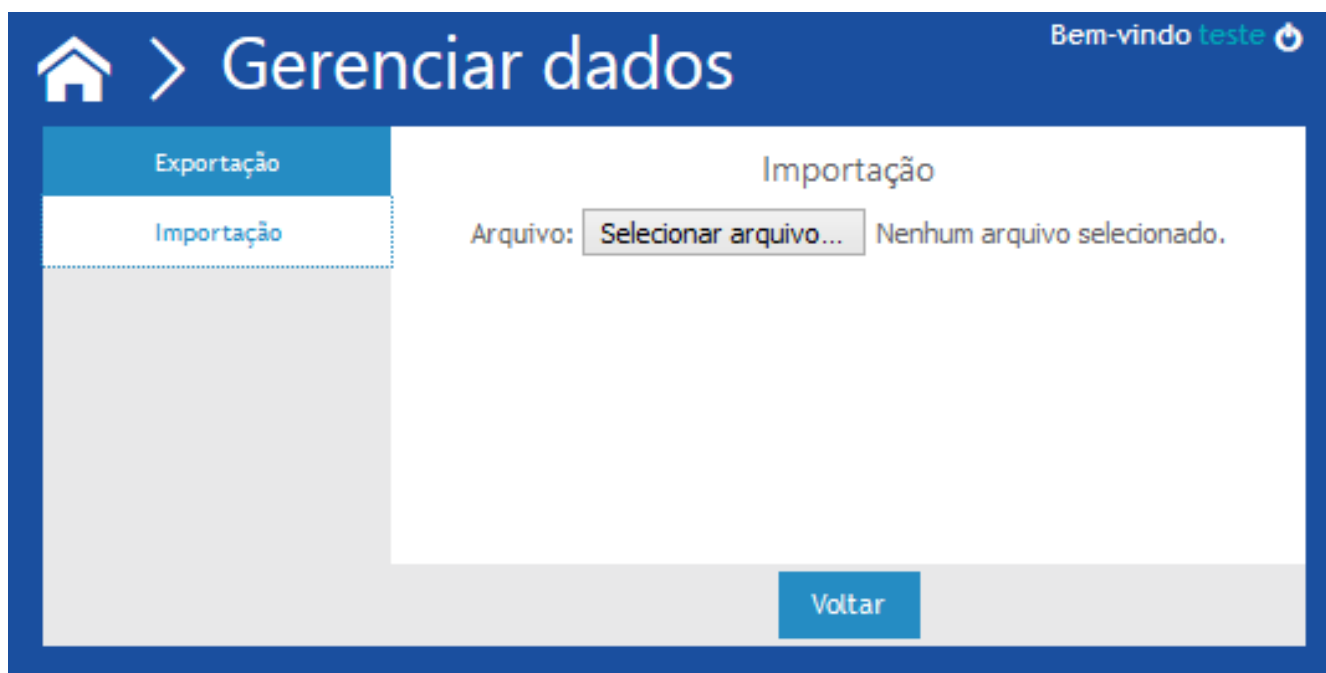 Gerenciar dados
Bem-vindo teste
Exportação
Importação
Importação
Arquivo: Selecionar arquivo... Nenhum arquivo selecionado.
Voltar